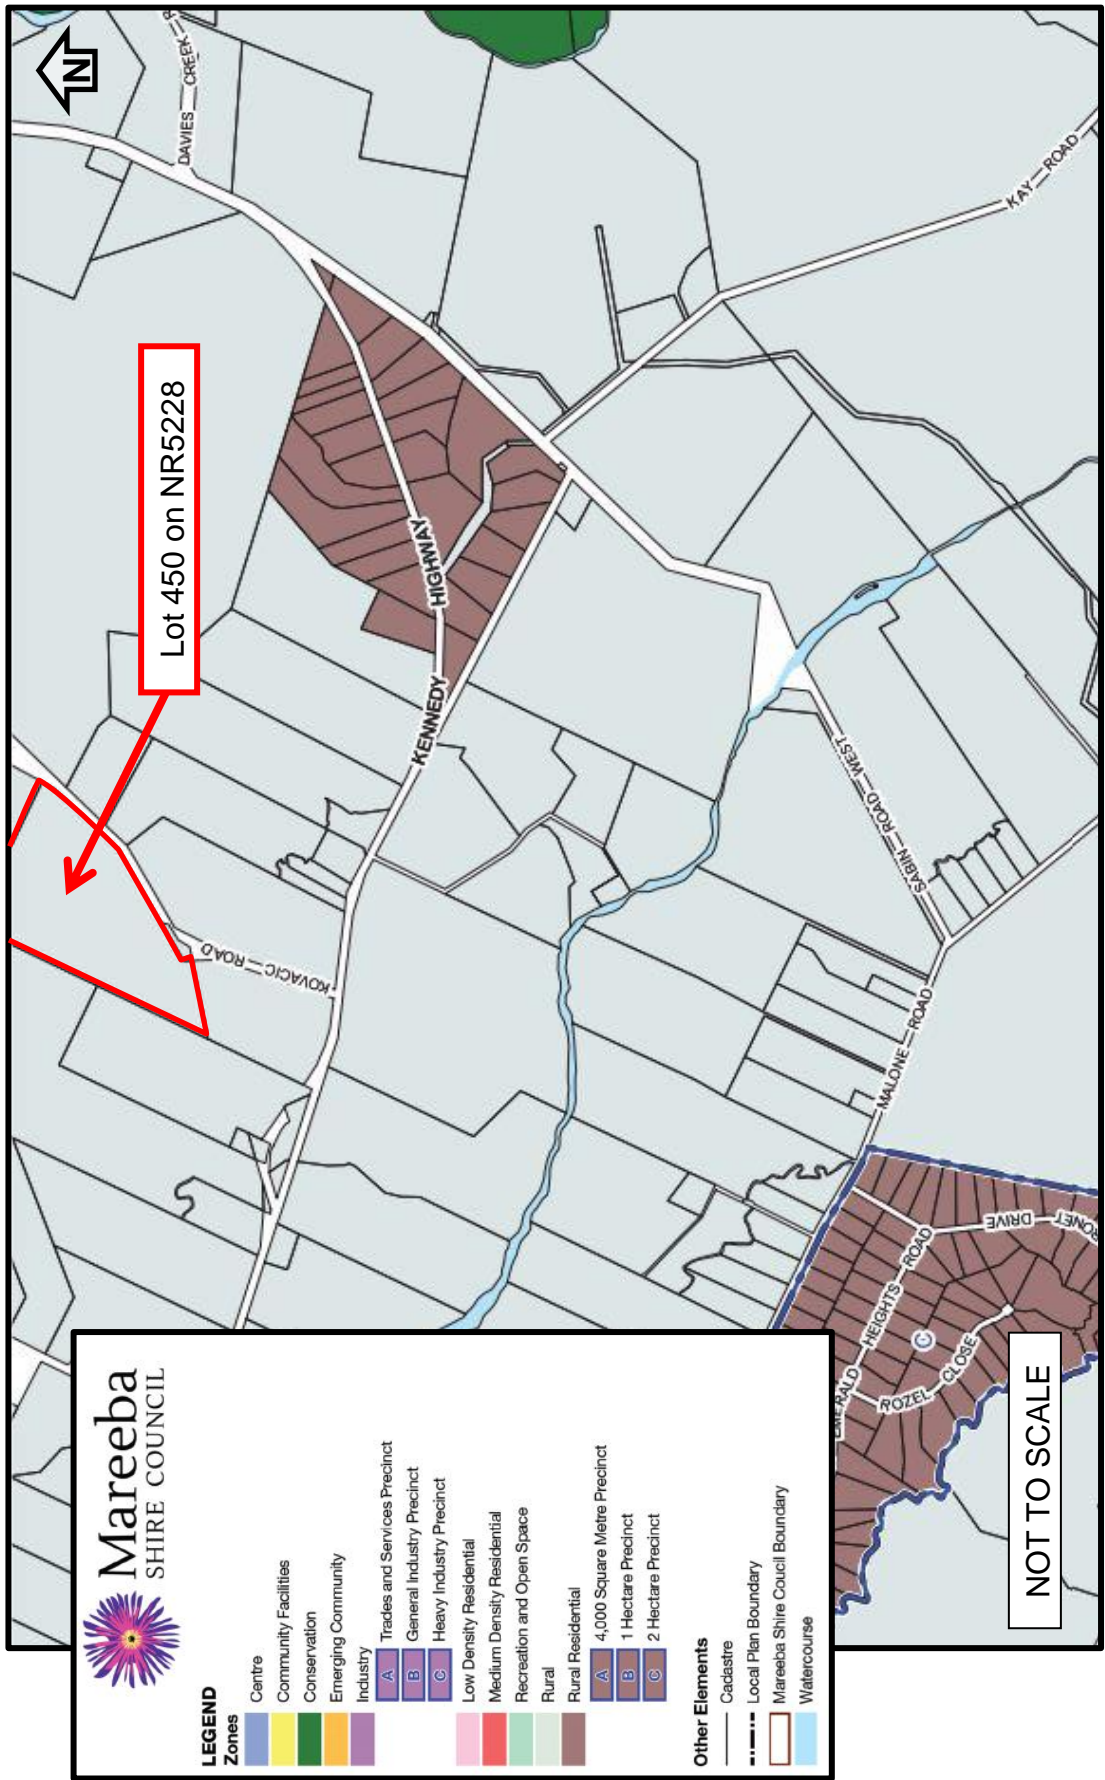 N
Lot 450 on NR5228
DAVIES CREEK R
KENNEDY HIGHWAY
KOVACIC ROAD
KAY ROAD
SABIN ROAD WEST
MALONE ROAD
EMERALD HEIGHTS ROAD
DRIVE
RONET
ROZEL CLOSE
C
NOT TO SCALE
Mareeba
SHIRE COUNCIL
LEGEND
Zones
Centre
Community Facilities
Conservation
Emerging Community
Industry
A Trades and Services Precinct
B General Industry Precinct
C Heavy Industry Precinct
Low Density Residential
Medium Density Residential
Recreation and Open Space
Rural
Rural Residential
A 4,000 Square Metre Precinct
B 1 Hectare Precinct
C 2 Hectare Precinct
Other Elements
Cadastre
Local Plan Boundary
Mareeba Shire Coucil Boundary
Watercourse